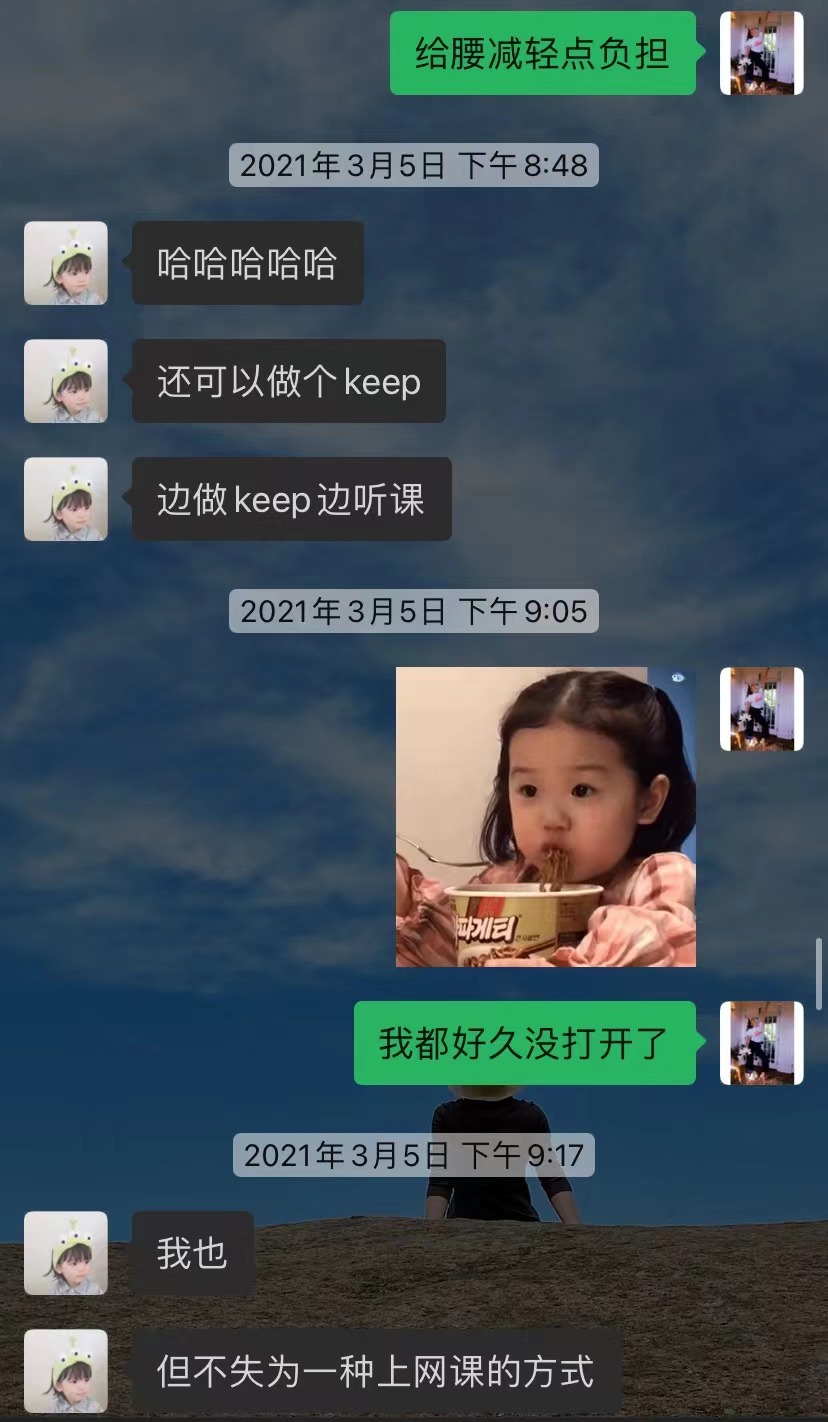 给腰减轻点负担
2021年3月5日 下午8:48
哈哈哈哈哈
还可以做个keep
边做keep边听课
2021年3月5日 下午9:05
파게티
我都好久没打开了
2021年3月5日 下午9:17
我也
但不失为一种上网课的方式